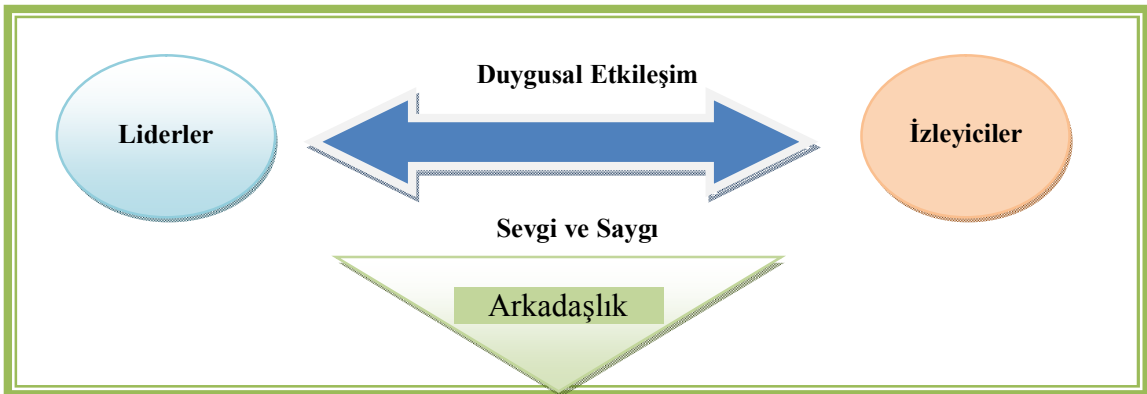 Duygusal Etkileşim
Liderler
İzleyiciler
Sevgi ve Saygı
Arkadaşlık